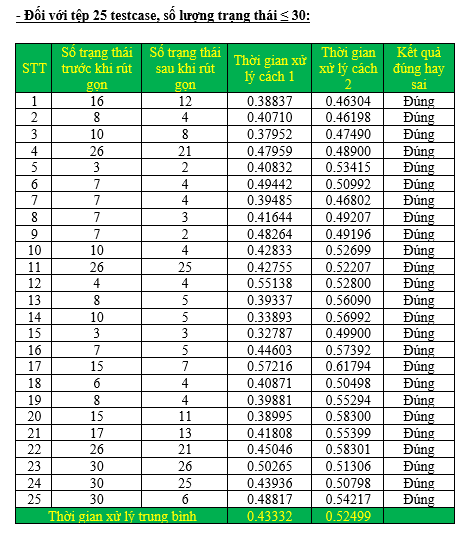 - Đối với tệp 25 testcase, số lượng trạng thái ≤ 30:
STT Số trạng thái trước khi rút gọn Số trạng thái sau khi rút gọn Thời gian xử lý cách 1 Thời gian xử lý cách 2 Kết quả đúng hay sai
1 16 12 0.38837 0.46304 Đúng
2 8 4 0.40710 0.46198 Đúng
3 10 8 0.37952 0.47490 Đúng
4 26 21 0.47959 0.48900 Đúng
5 3 2 0.40832 0.53415 Đúng
6 7 4 0.49442 0.50992 Đúng
7 7 4 0.39485 0.46802 Đúng
8 7 3 0.41644 0.49207 Đúng
9 7 2 0.48264 0.49196 Đúng
10 10 4 0.42833 0.52699 Đúng
11 26 25 0.42755 0.52207 Đúng
12 4 4 0.55138 0.52800 Đúng
13 8 5 0.39337 0.56090 Đúng
14 10 5 0.33893 0.56992 Đúng
15 3 3 0.32787 0.49900 Đúng
16 7 5 0.44603 0.57392 Đúng
17 15 7 0.57216 0.61794 Đúng
18 6 4 0.40871 0.50498 Đúng
19 8 4 0.39881 0.55294 Đúng
20 15 11 0.38995 0.58300 Đúng
21 17 13 0.41808 0.55399 Đúng
22 26 21 0.45046 0.58301 Đúng
23 30 26 0.50265 0.51306 Đúng
24 30 25 0.43936 0.50798 Đúng
25 30 6 0.48817 0.54217 Đúng
Thời gian xử lý trung bình 0.43332 0.52499